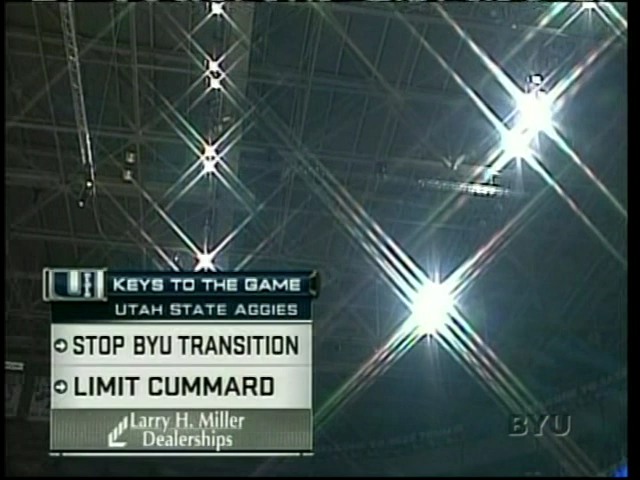 KEYS TO THE GAME
UTAH STATE AGGIES
STOP BYU TRANSITION
LIMIT CUMMARD
Larry H. Miller
Dealerships
BYU